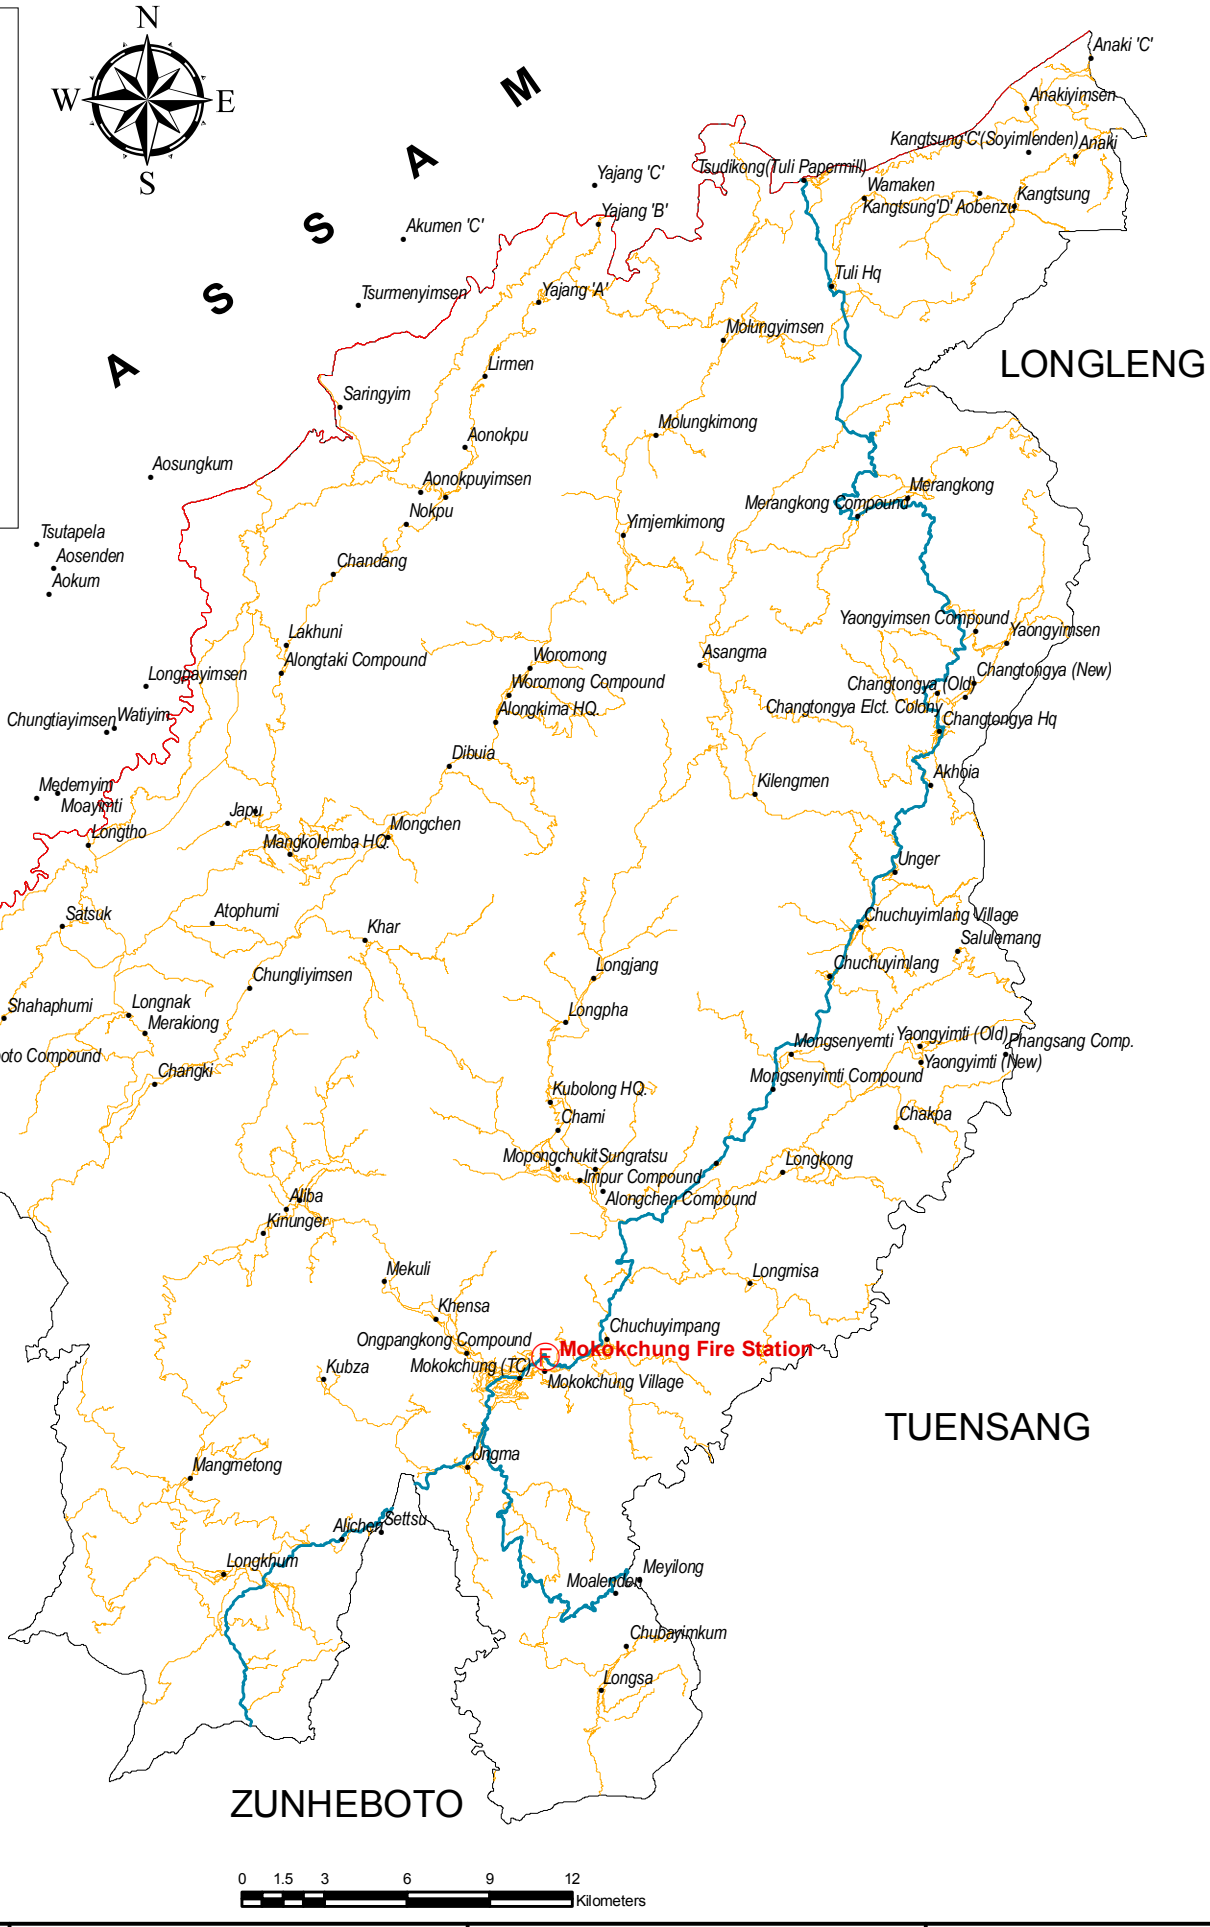 N
W
E
S
A S S A M
Anaki 'C'
Anakiyimsen
Kangtsung'C'(Soyimlenden)
Anaki
Tsudikong(Tuli Papermill)
Yajang 'C'
Wamaken
Kangtsung'D' Aobenzu
Kangtsung
Yajang 'B'
Akumen 'C'
Tuli Hq
Tsurmenyimsen
Yajang 'A'
Molungyimsen
LONGLENG
Lirmen
Saringyim
Molungkimong
Aonokpu
Aosungkum
Aonokpuyimsen
Merangkong
Merangkong Compound
Nokpu
Yimjemkimong
Tsutapela
Aosenden
Aokum
Chandang
Yaongyimsen Compound
Yaongyimsen
Lakhuni
Alongtaki Compound
Woromong
Asangma
Changtongya (New)
Longpayimsen
Woromong Compound
Changtongya (Old)
Changtongya Elct. Colony
Chungtiayimsen
Watiyim
Alongkima HQ.
Changtongya Hq
Dibuia
Medemyim
Moayimti
Kilengmen
Akhoia
Japu
Longtho
Mangkolemba HQ.
Mongchen
Unger
Satsuk
Atophumi
Khar
Chuchuyimlang Village
Salulemang
Chungliyimsen
Longjang
Chuchuyimlang
Shahaphumi
Longnak
Merakiong
Longpha
oto Compound
Mongsenyemti
Yaongyimti (Old)
Phangsang Comp.
Yaongyimti (New)
Changki
Mongsenyimti Compound
Kubolong HQ.
Chami
Chakpa
Mopongchukit
Sungratsu
Longkong
Impur Compound
Alongchen Compound
Aliba
Kinunger
Mekuli
Longmisa
Khensa
Chuchuyimpang
Ongpangkong Compound
F
Mokokchung Fire Station
Kubza
Mokokchung (TC)
Mokokchung Village
TUENSANG
Ungma
Mangmetong
Alichen
Settsu
Longkhum
Moalenden
Meyilong
Chubayimkum
Longsa
ZUNHEBOTO
0 1.5 3 6 9 12
Kilometers